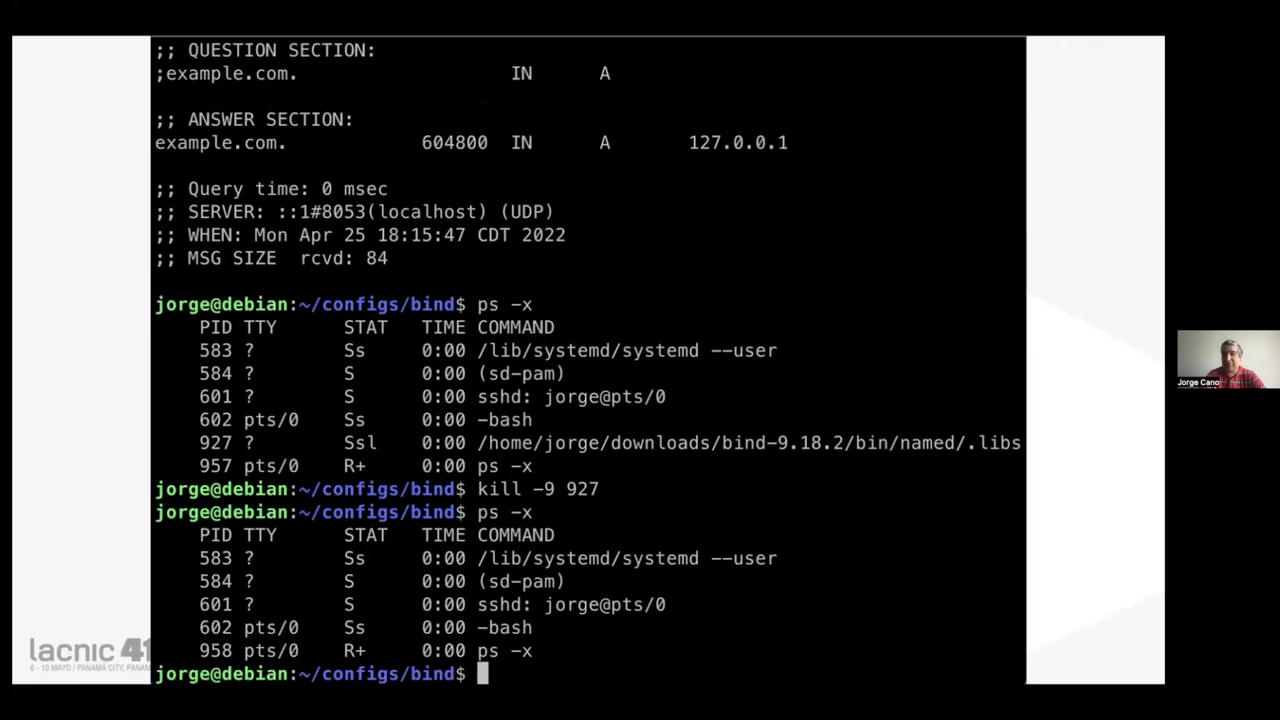 ;; QUESTION SECTION:
;example.com. IN A
;; ANSWER SECTION:
example.com. 604800 IN A 127.0.0.1
;; Query time: 0 msec
;; SERVER: ::1#8053(localhost) (UDP)
;; WHEN: Mon Apr 25 18:15:47 CDT 2022
;; MSG SIZE rcvd: 84
jorge@debian:~/configs/bind$ ps -x
PID TTY STAT TIME COMMAND
583 ? Ss 0:00 /lib/systemd/systemd --user
584 ? S 0:00 (sd-pam)
601 ? S 0:00 sshd: jorge@pts/0
602 pts/0 Ss 0:00 -bash
927 ? Ssl 0:00 /home/jorge/downloads/bind-9.18.2/bin/named/.libs
957 pts/0 R+ 0:00 ps -x
jorge@debian:~/configs/bind$ kill -9 927
jorge@debian:~/configs/bind$ ps -x
PID TTY STAT TIME COMMAND
583 ? Ss 0:00 /lib/systemd/systemd --user
584 ? S 0:00 (sd-pam)
601 ? S 0:00 sshd: jorge@pts/0
602 pts/0 Ss 0:00 -bash
958 pts/0 R+ 0:00 ps -x
jorge@debian:~/configs/bind$
lacnic 41
6 - 10 MAYO / PANAMÁ CITY, PANAM
Jorge Cano